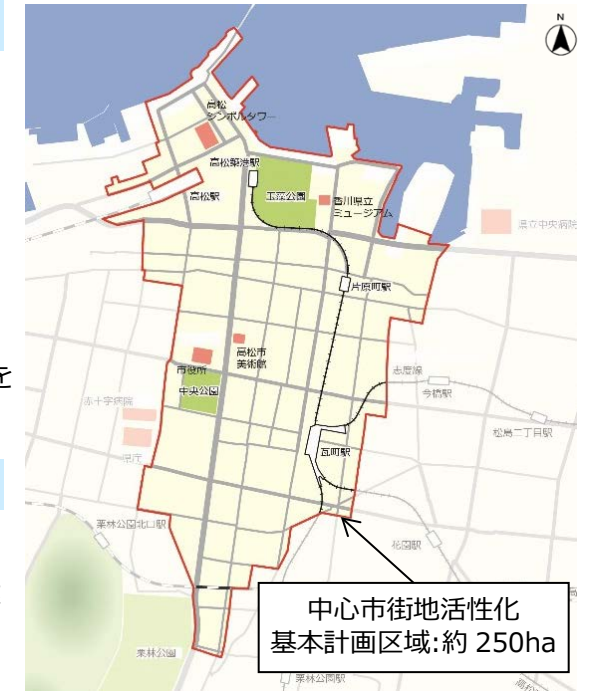 N
高松
シンボルタワー
高松築港駅
高松駅
玉藻公園
香川県立
ミュージアム
県立中央病院
片原町駅
高松市
美術館
市役所
中央公園
を
志度線
今橋駅
赤十字病院
松島二丁目駅
県庁
瓦町駅
栗林公園北口駅
花園駅
中心市街地活性化
基本計画区域:約 250ha
栗林公園
栗林公園駅